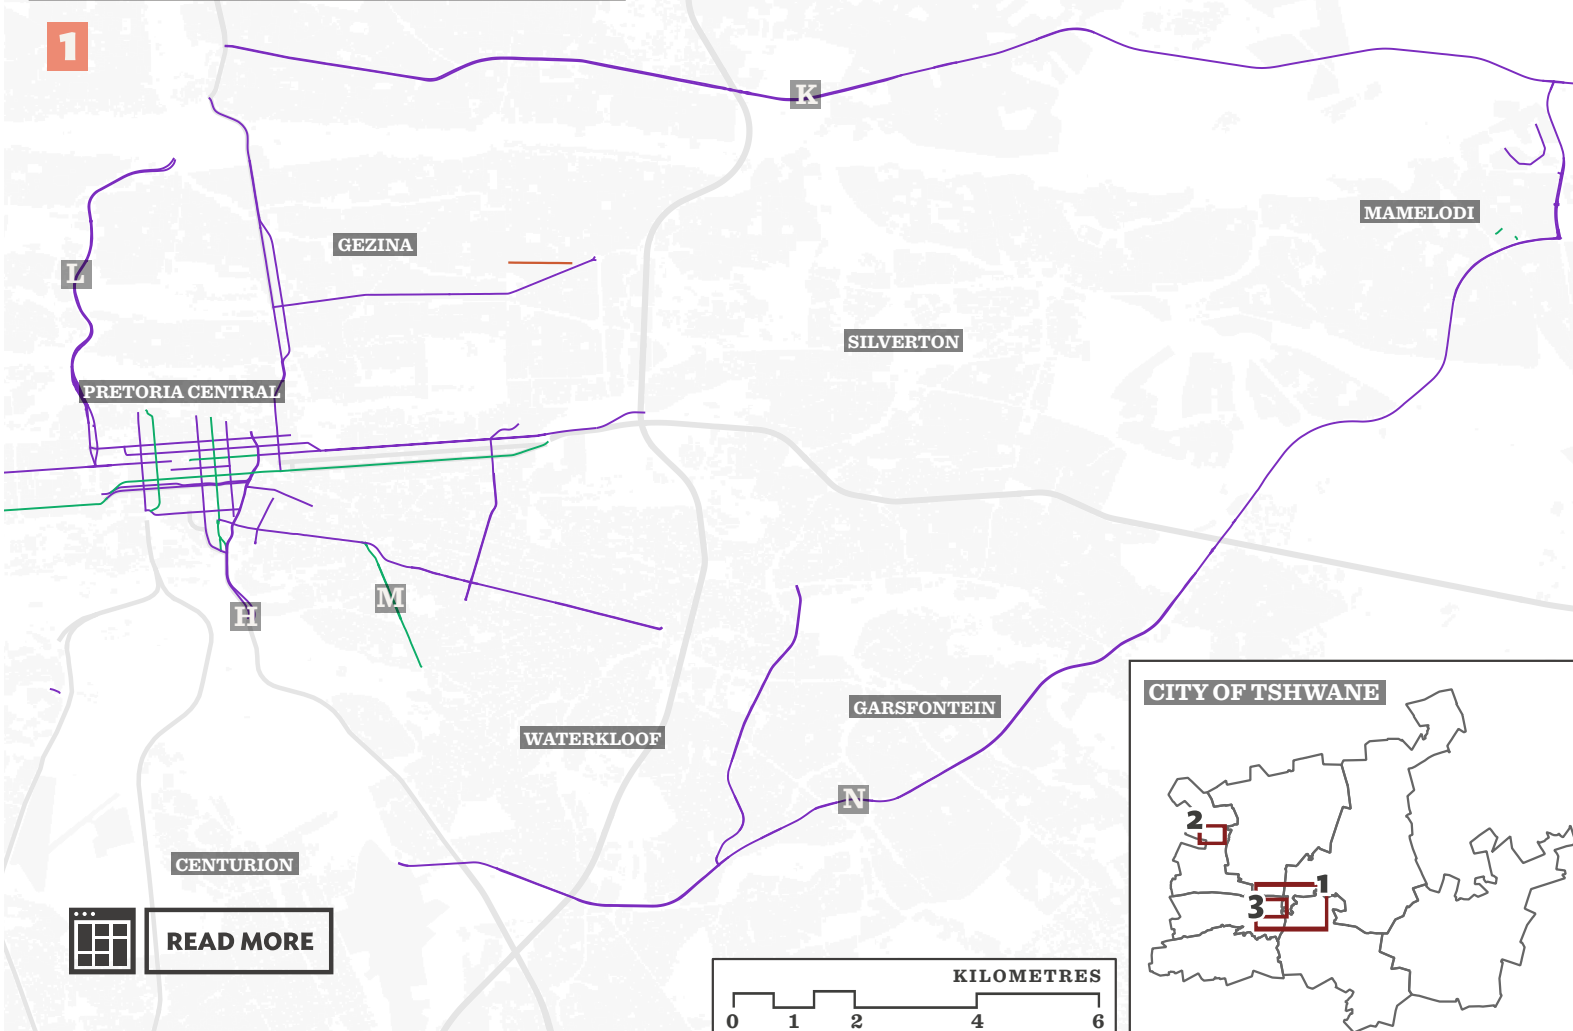 1
K
MAMELODI
GEZINA
L
SILVERTON
PRETORIA CENTRAL
M
H
CITY OF TSHWANE
GARSFONTEIN
WATERKLOOF
N
2
CENTURION
1
3
READ MORE
KILOMETRES
0 1 2 4 6